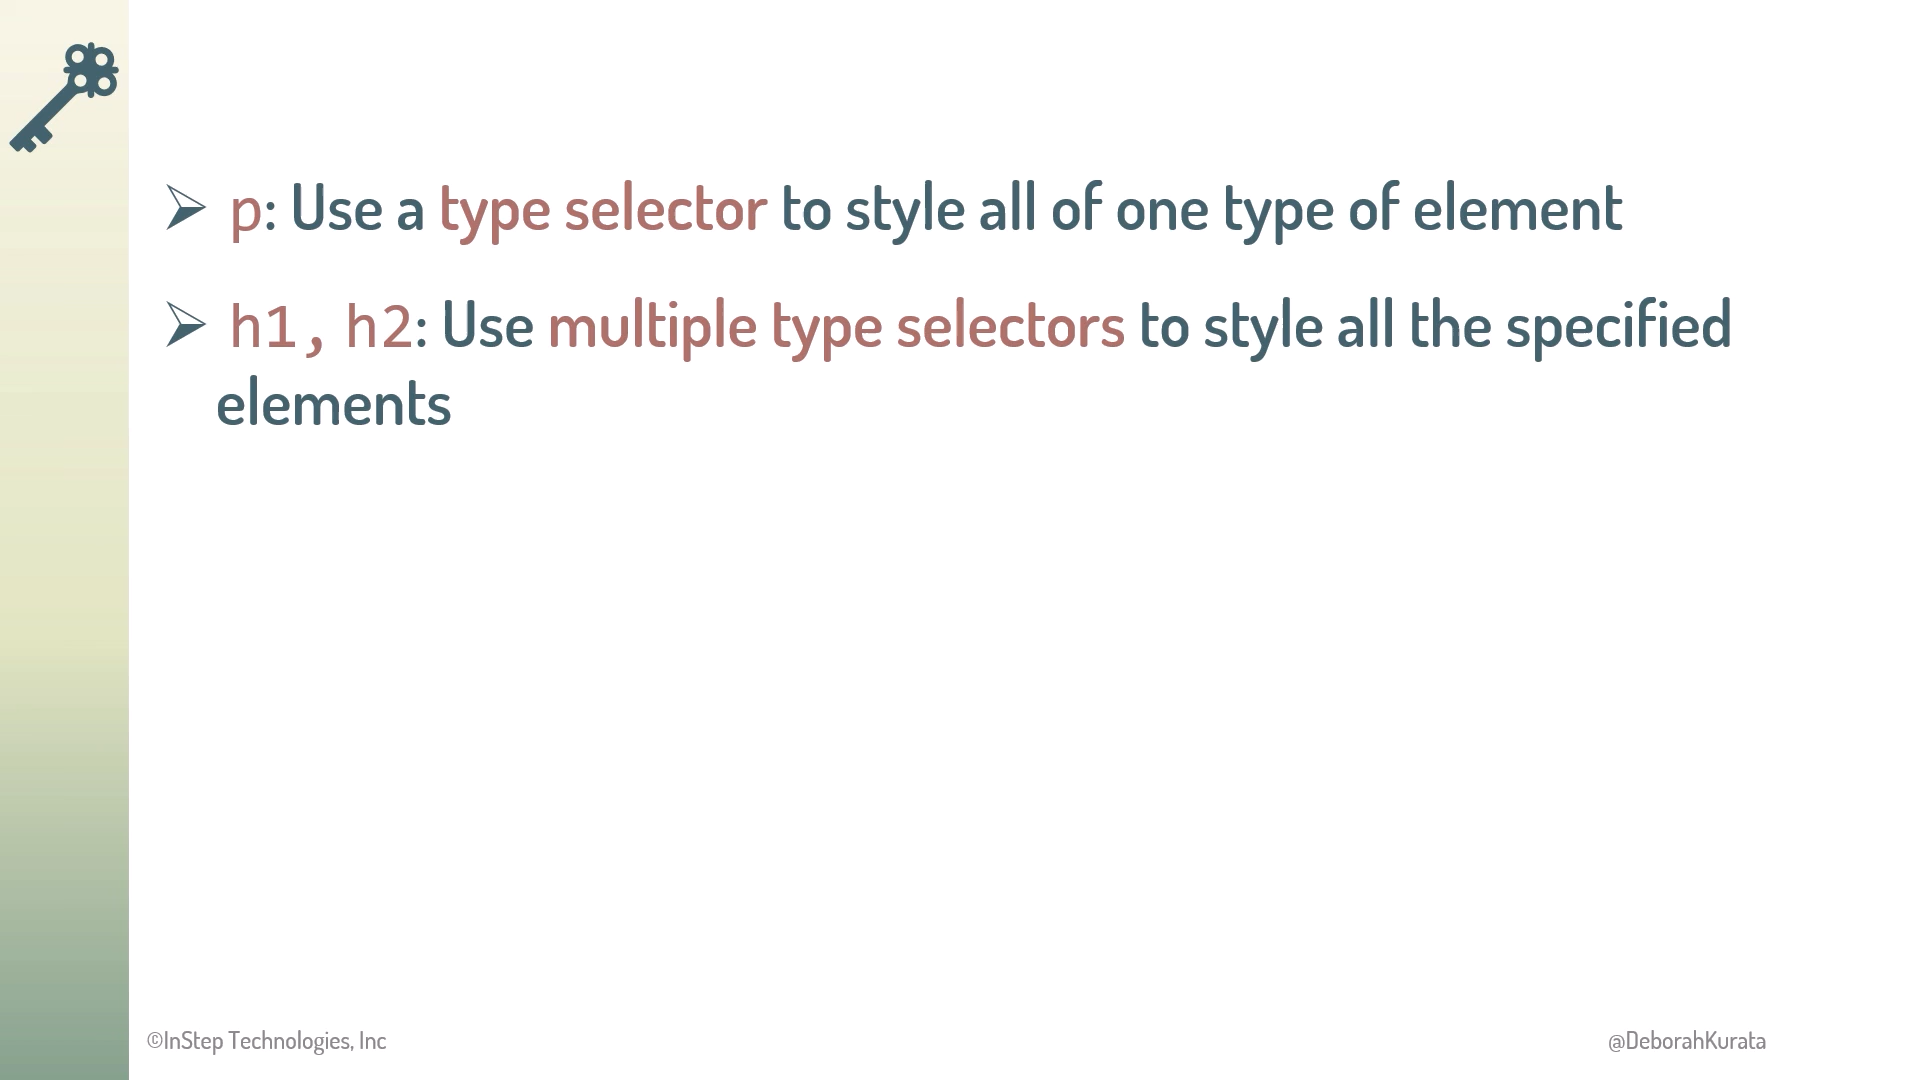 p: Use a type selector to style all of one type of element
h1, h2: Use multiple type selectors to style all the specified
elements
©InStep Technologies, Inc
@DeborahKurata